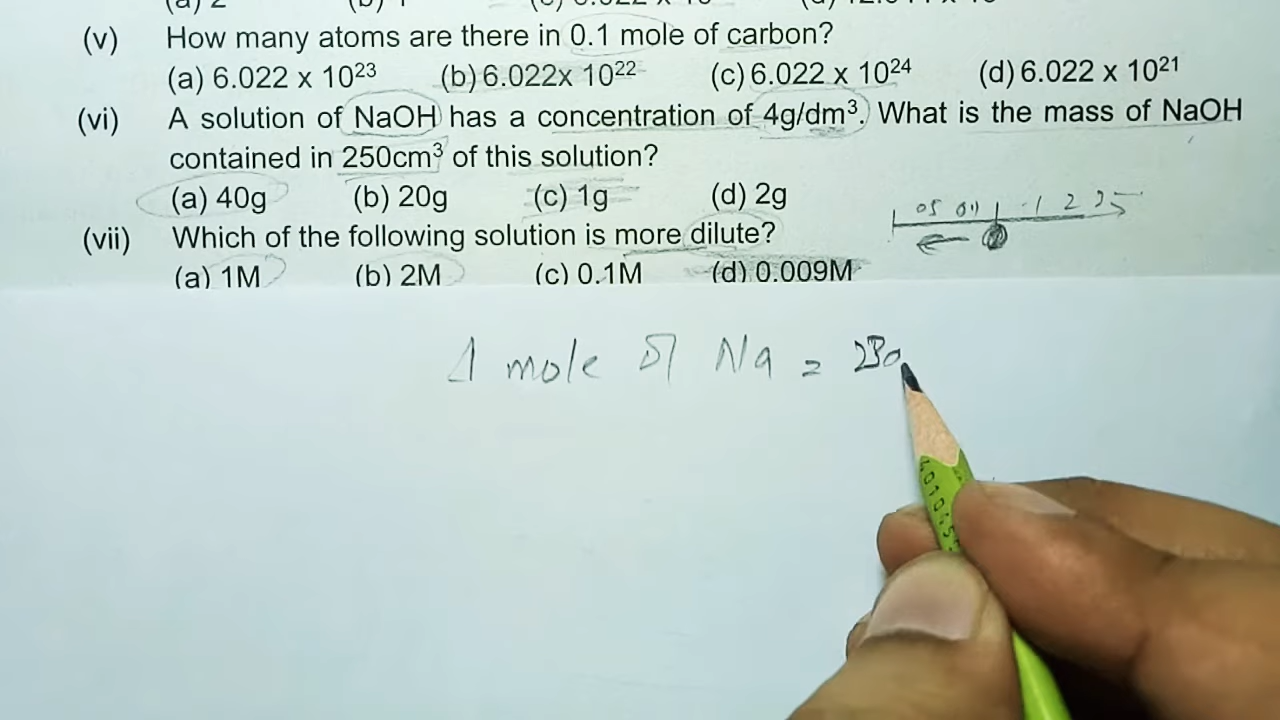 (v) How many atoms are there in 0.1 mole of carbon?
(a) 6.022 x 10²³ (b) 6.022x 10²² (c) 6.022 x 10²⁴ (d) 6.022 x 10²¹
(vi) A solution of NaOH has a concentration of 4g/dm³. What is the mass of NaOH
contained in 250cm³ of this solution?
(a) 40g (b) 20g (c) 1g (d) 2g
(vii) Which of the following solution is more dilute?
(a) 1M (b) 2M (c) 0.1M (d) 0.009M
1 mole of Na = 23